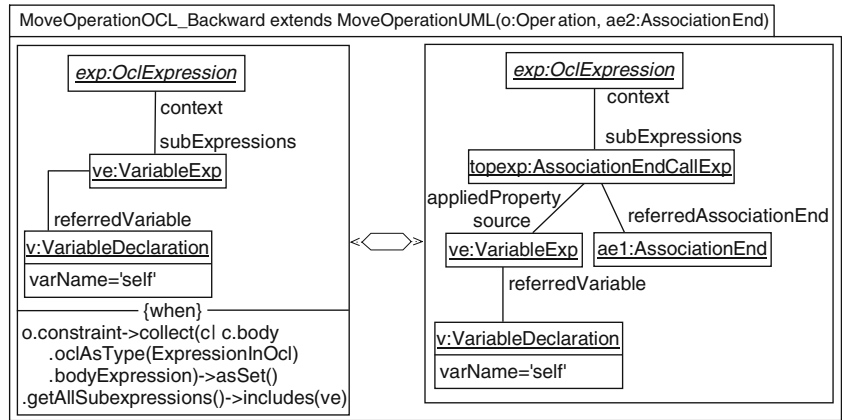 MoveOperationOCL_Backward extends MoveOperationUML(o:Operation, ae2:AssociationEnd)
exp:OclExpression
context
subExpressions
ve:VariableExp
referredVariable
v:VariableDeclaration
varName='self'
{when}
o.constraint->collect(c| c.body
.oclAsType(ExpressionInOcl)
.bodyExpression)->asSet()
.getAllSubexpressions()->includes(ve)
exp:OclExpression
context
subExpressions
topexp:AssociationEndCallExp
appliedProperty
source
referredAssociationEnd
ve:VariableExp
ae1:AssociationEnd
referredVariable
v:VariableDeclaration
varName='self'